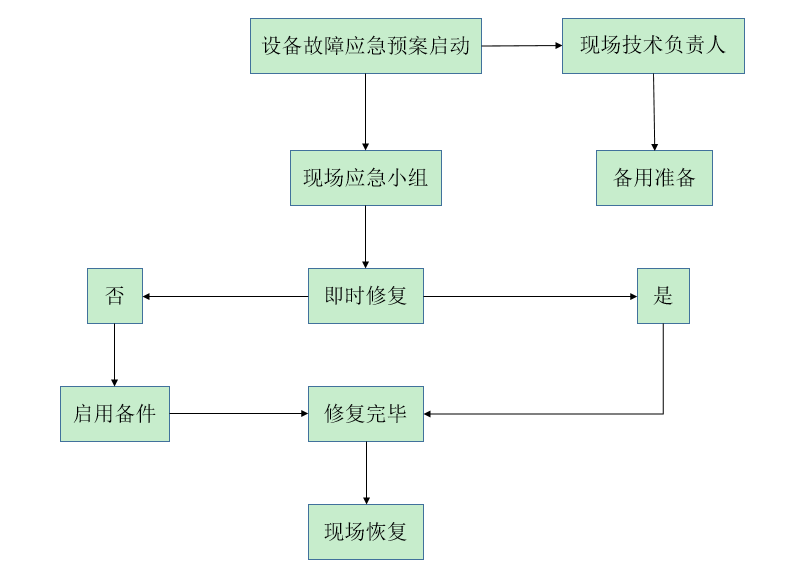 设备故障应急预案启动
现场技术负责人
现场应急小组
备用准备
否
即时修复
是
启用备件
修复完毕
现场恢复